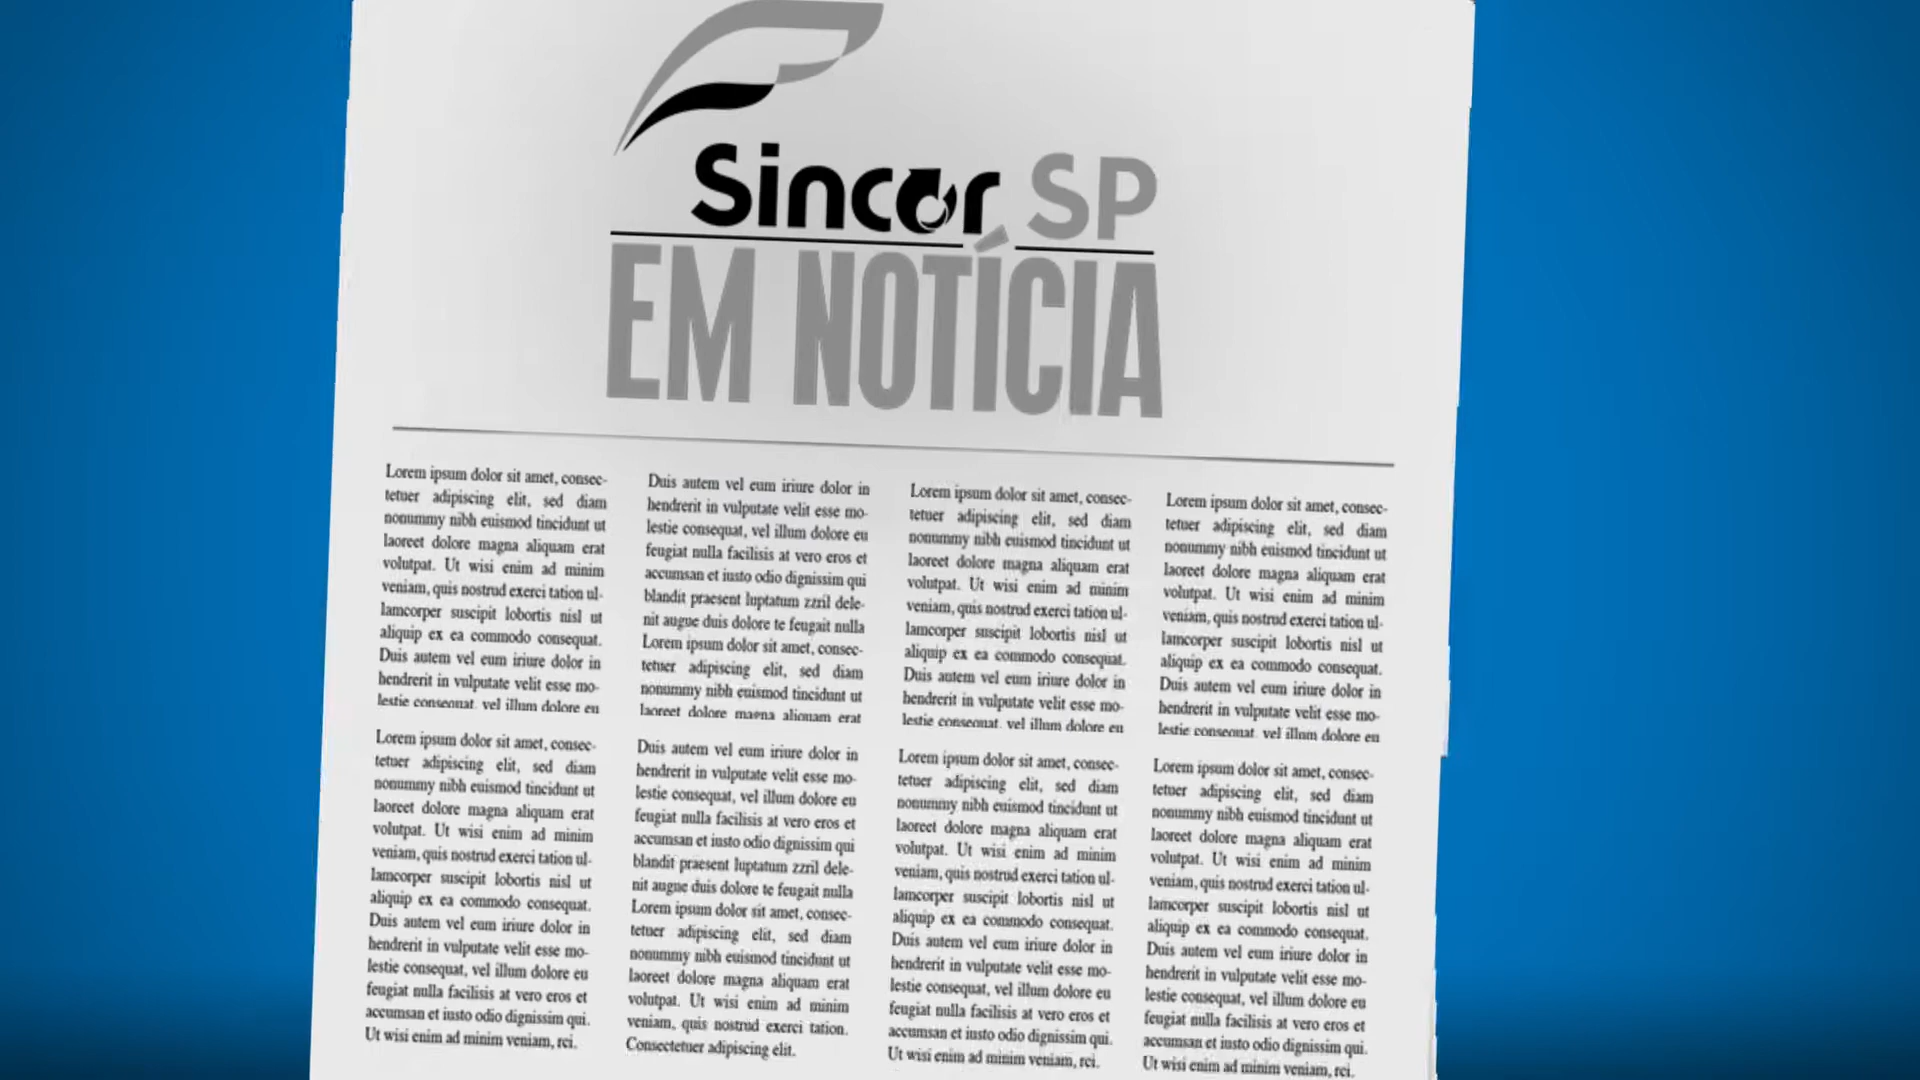 Sincor SP
EM NOTÍCIA
Lorem ipsum dolor sit amet, consec-
tetuer adipiscing elit, sed diam
nonummy nibh euismod tincidunt ut
laoreet dolore magna aliquam erat
volutpat. Ut wisi enim ad minim
veniam, quis nostrud exerci tation ul-
lamcorper suscipit lobortis nisl ut
aliquip ex ea commodo consequat.
Duis autem vel eum iriure dolor in
hendrerit in vulputate velit esse mo-
lestie consequat, vel illum dolore eu
Lorem ipsum dolor sit amet, consec-
tetuer adipiscing elit, sed diam
nonummy nibh euismod tincidunt ut
laoreet dolore magna aliquam erat
volutpat. Ut wisi enim ad minim
veniam, quis nostrud exerci tation ul-
lamcorper suscipit lobortis nisl ut
aliquip ex ea commodo consequat.
Duis autem vel eum iriure dolor in
hendrerit in vulputate velit esse mo-
lestie consequat, vel illum dolore eu
feugiat nulla facilisis at vero eros et
accumsan et iusto odio dignissim qui.
Ut wisi enim ad minim veniam, rci.
Duis autem vel eum iriure dolor in
hendrerit in vulputate velit esse mo-
lestie consequat, vel illum dolore eu
feugiat nulla facilisis at vero eros et
accumsan et iusto odio dignissim qui
blandit praesent luptatum zzril dele-
nit augue duis dolore te feugait nulla
Lorem ipsum dolor sit amet, consec-
tetuer adipiscing elit, sed diam
nonummy nibh euismod tincidunt ut
laoreet dolore magna aliquam erat
Duis autem vel eum iriure dolor in
hendrerit in vulputate velit esse mo-
lestie consequat, vel illum dolore eu
feugiat nulla facilisis at vero eros et
accumsan et iusto odio dignissim qui
blandit praesent luptatum zzril dele-
nit augue duis dolore te feugait nulla
Lorem ipsum dolor sit amet, consec-
tetuer adipiscing elit, sed diam
nonummy nibh euismod tincidunt ut
laoreet dolore magna aliquam erat
volutpat. Ut wisi enim ad minim
veniam, quis nostrud exerci tation.
Consectetuer adipiscing elit.
Lorem ipsum dolor sit amet, consec-
tetuer adipiscing elit, sed diam
nonummy nibh euismod tincidunt ut
laoreet dolore magna aliquam erat
volutpat. Ut wisi enim ad minim
veniam, quis nostrud exerci tation ul-
lamcorper suscipit lobortis nisl ut
aliquip ex ea commodo consequat.
Duis autem vel eum iriure dolor in
hendrerit in vulputate velit esse mo-
lestie consequat, vel illum dolore eu
Lorem ipsum dolor sit amet, consec-
tetuer adipiscing elit, sed diam
nonummy nibh euismod tincidunt ut
laoreet dolore magna aliquam erat
volutpat. Ut wisi enim ad minim
veniam, quis nostrud exerci tation ul-
lamcorper suscipit lobortis nisl ut
aliquip ex ea commodo consequat.
Duis autem vel eum iriure dolor in
hendrerit in vulputate velit esse mo-
lestie consequat, vel illum dolore eu
feugiat nulla facilisis at vero eros et
accumsan et iusto odio dignissim qui.
Ut wisi enim ad minim veniam, rci.
Lorem ipsum dolor sit amet, consec-
tetuer adipiscing elit, sed diam
nonummy nibh euismod tincidunt ut
laoreet dolore magna aliquam erat
volutpat. Ut wisi enim ad minim
veniam, quis nostrud exerci tation ul-
lamcorper suscipit lobortis nisl ut
aliquip ex ea commodo consequat.
Duis autem vel eum iriure dolor in
hendrerit in vulputate velit esse mo-
lestie consequat, vel illum dolore eu
Lorem ipsum dolor sit amet, consec-
tetuer adipiscing elit, sed diam
nonummy nibh euismod tincidunt ut
laoreet dolore magna aliquam erat
volutpat. Ut wisi enim ad minim
veniam, quis nostrud exerci tation ul-
lamcorper suscipit lobortis nisl ut
aliquip ex ea commodo consequat.
Duis autem vel eum iriure dolor in
hendrerit in vulputate velit esse mo-
lestie consequat, vel illum dolore eu
feugiat nulla facilisis at vero eros et
accumsan et iusto odio dignissim qui.
Ut wisi enim ad minim veniam, rci.